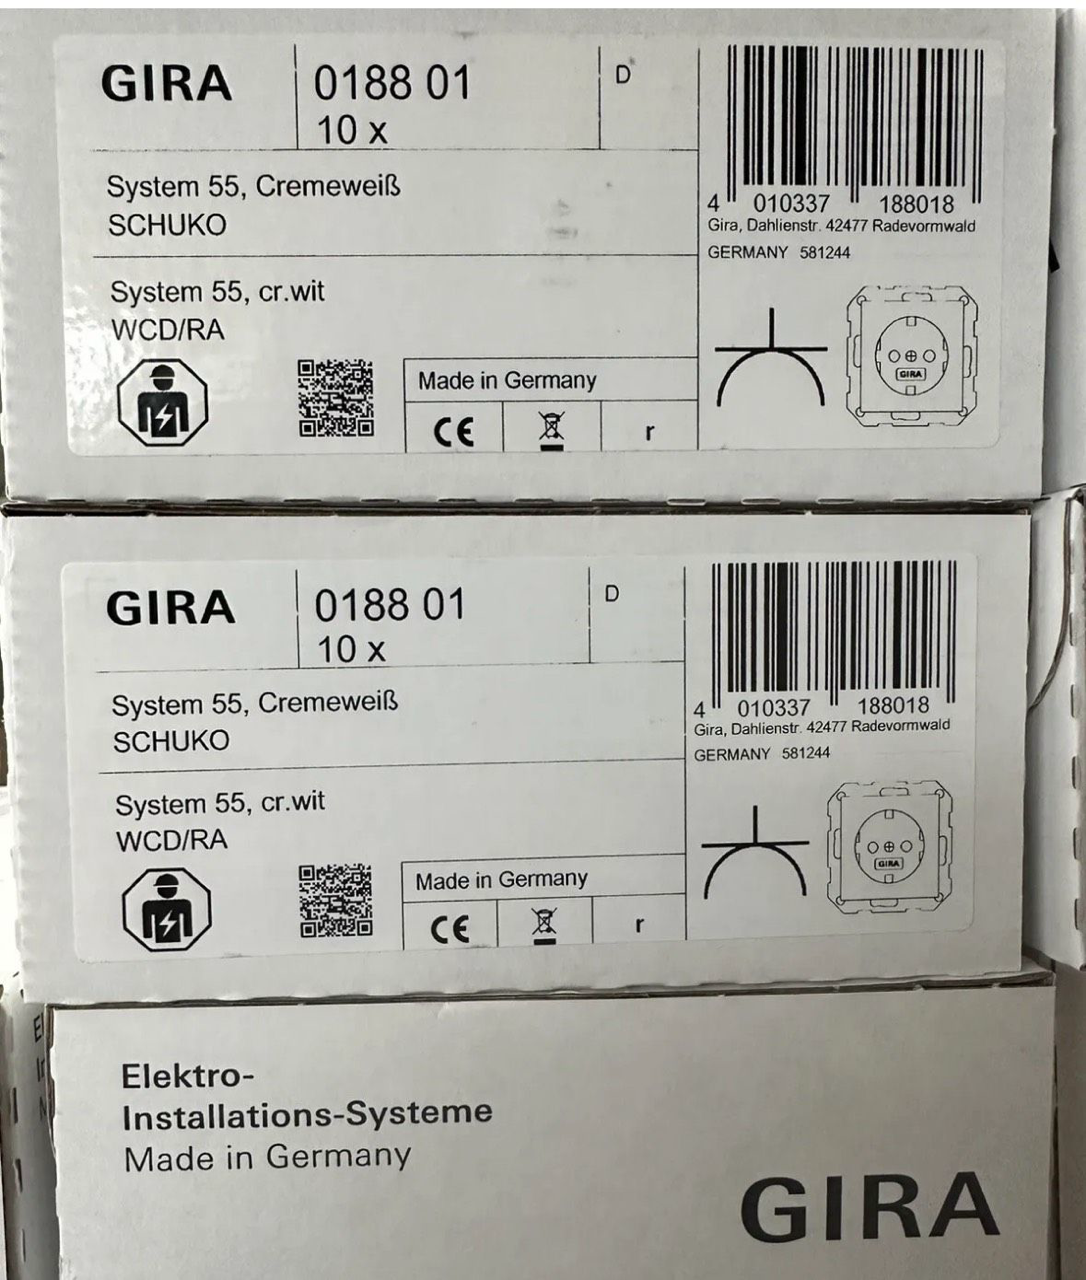 GIRA
0188 01
10 x
D
System 55, Cremeweiß
SCHUKO
System 55, cr.wit
WCD/RA
Made in Germany
CE
r
4 010337 188018
Gira, Dahlienstr. 42477 Radevormwald
GERMANY 581244
GIRA
GIRA
0188 01
10 x
D
System 55, Cremeweiß
SCHUKO
System 55, cr.wit
WCD/RA
Made in Germany
CE
r
4 010337 188018
Gira, Dahlienstr. 42477 Radevormwald
GERMANY 581244
GIRA
Elektro-
Installations-Systeme
Made in Germany
GIRA